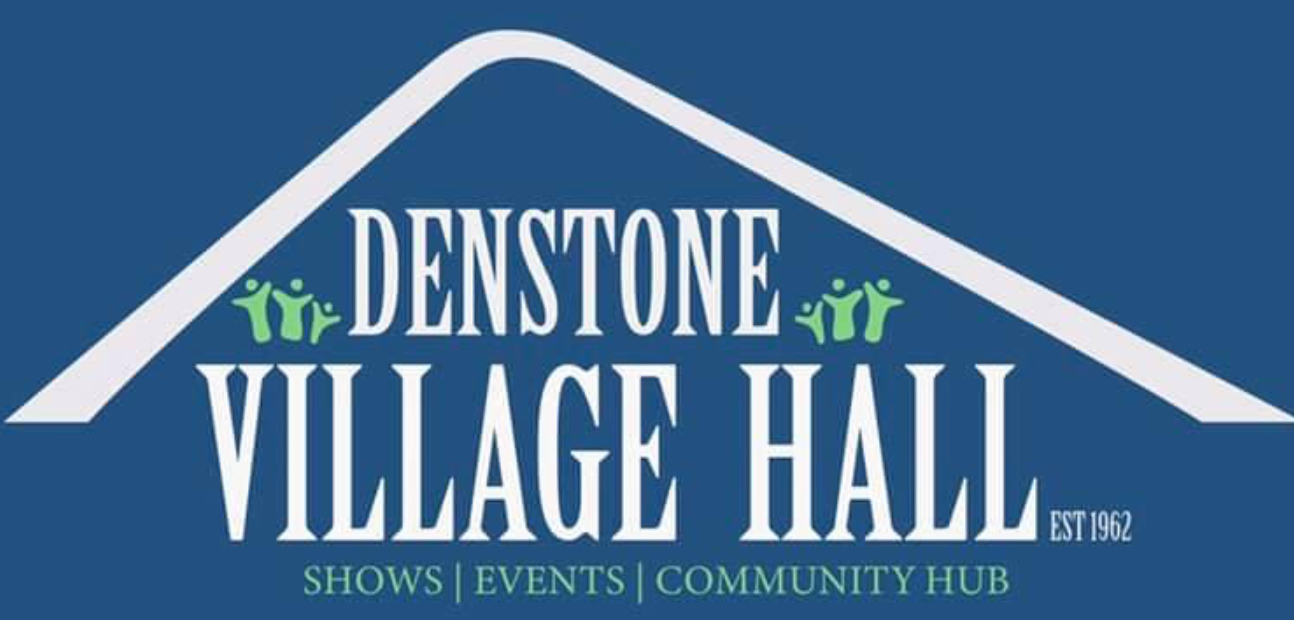 DENSTONE
VILLAGE HALL EST 1962
SHOWS | EVENTS | COMMUNITY HUB